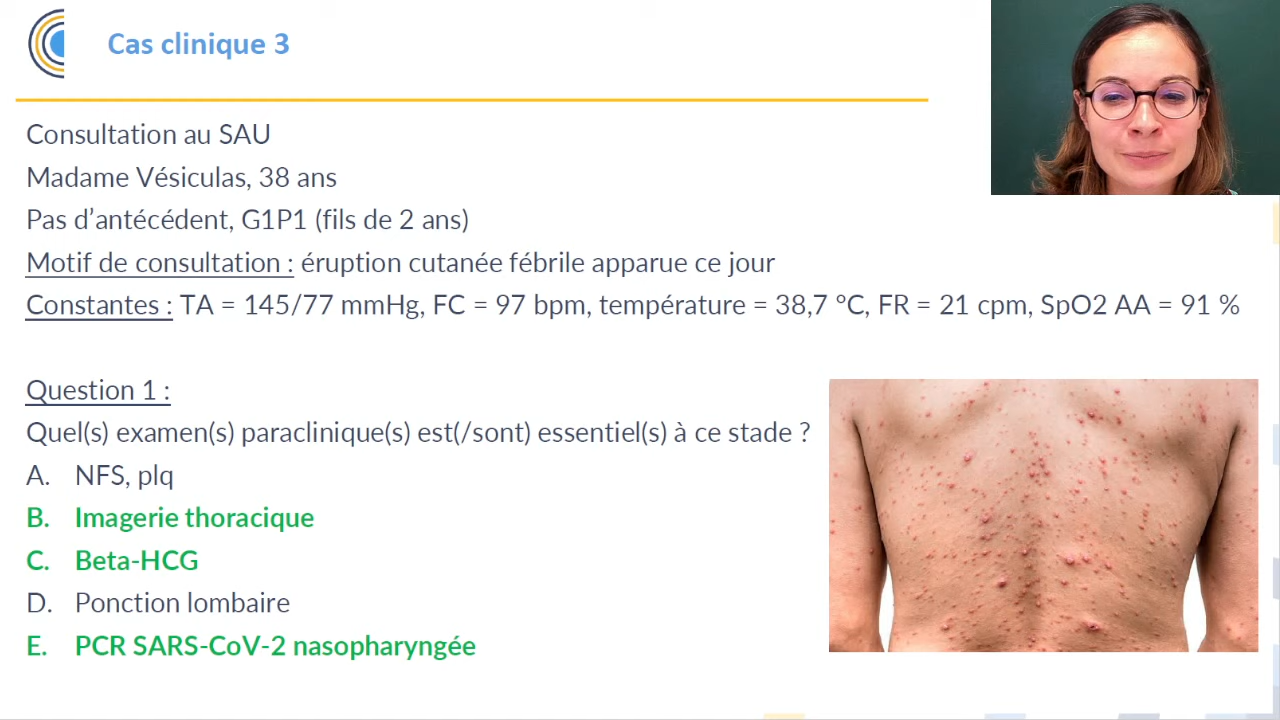 Cas clinique 3
Consultation au SAU
Madame Vésiculas, 38 ans
Pas d’antécédent, G1P1 (fils de 2 ans)
Motif de consultation : éruption cutanée fébrile apparue ce jour
Constantes : TA = 145/77 mmHg, FC = 97 bpm, température = 38,7 °C, FR = 21 cpm, SpO2 AA = 91 %
Question 1 :
Quel(s) examen(s) paraclinique(s) est(/sont) essentiel(s) à ce stade ?
A. NFS, plq
B. Imagerie thoracique
C. Beta-HCG
D. Ponction lombaire
E. PCR SARS-CoV-2 nasopharyngée